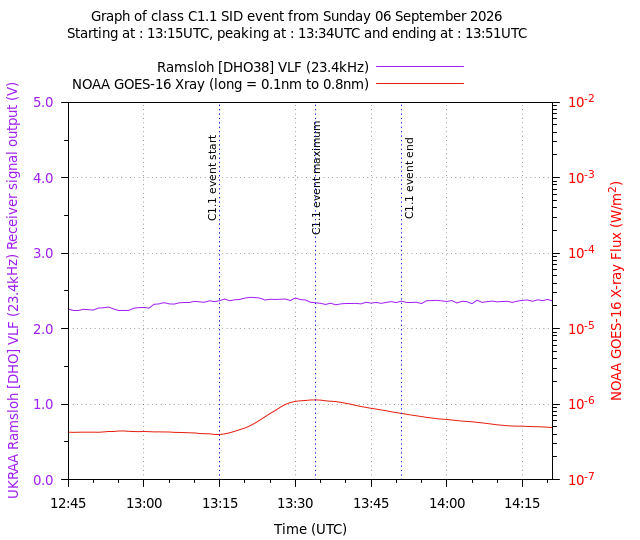 Graph of class C1.1 SID event from Sunday 06 September 2026
Starting at : 13:15UTC, peaking at : 13:34UTC and ending at : 13:51UTC
Ramsloh [DHO38] VLF (23.4kHz)
NOAA GOES-16 Xray (long = 0.1nm to 0.8nm)
UKRAA Ramsloh [DHO] VLF (23.4kHz) Receiver signal output (V)
5.0
4.0
3.0
2.0
1.0
0.0
C1.1 event start
C1.1 event maximum
C1.1 event end
10-2
10-3
10-4
10-5
10-6
10-7
NOAA GOES-16 X-ray Flux (W/m2)
12:45 13:00 13:15 13:30 13:45 14:00 14:15
Time (UTC)